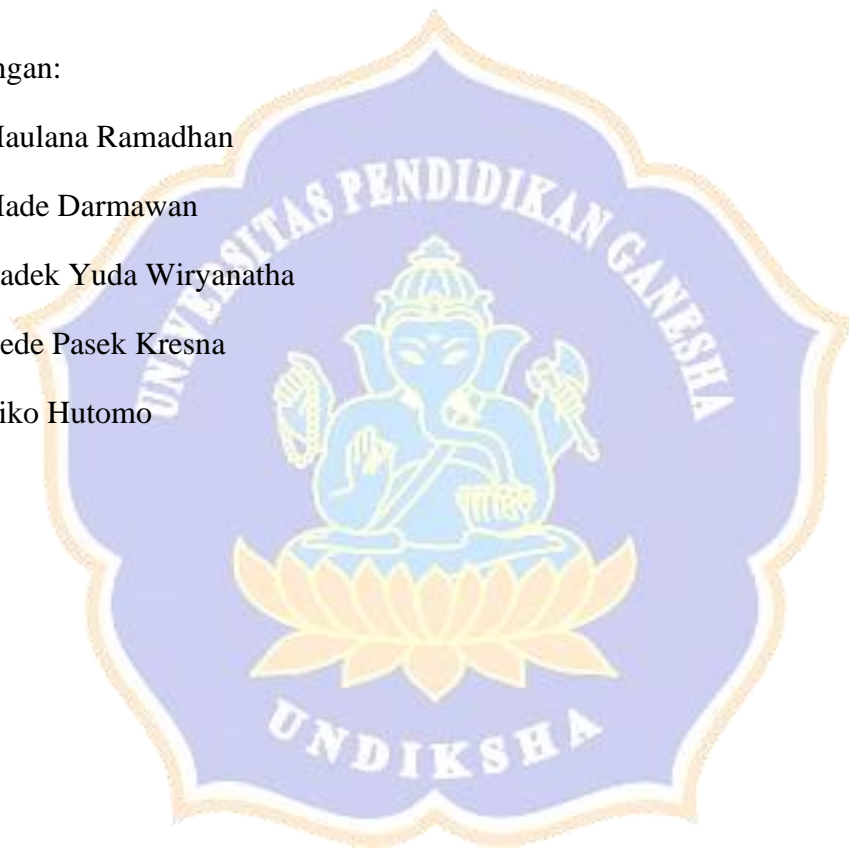 ngan:
Maulana Ramadhan
Made Darmawan
adek Yuda Wiryanatha
ede Pasek Kresna
iko Hutomo
UNIVERSITAS PENDIDIKAN GANESHA
UNDIKSHA